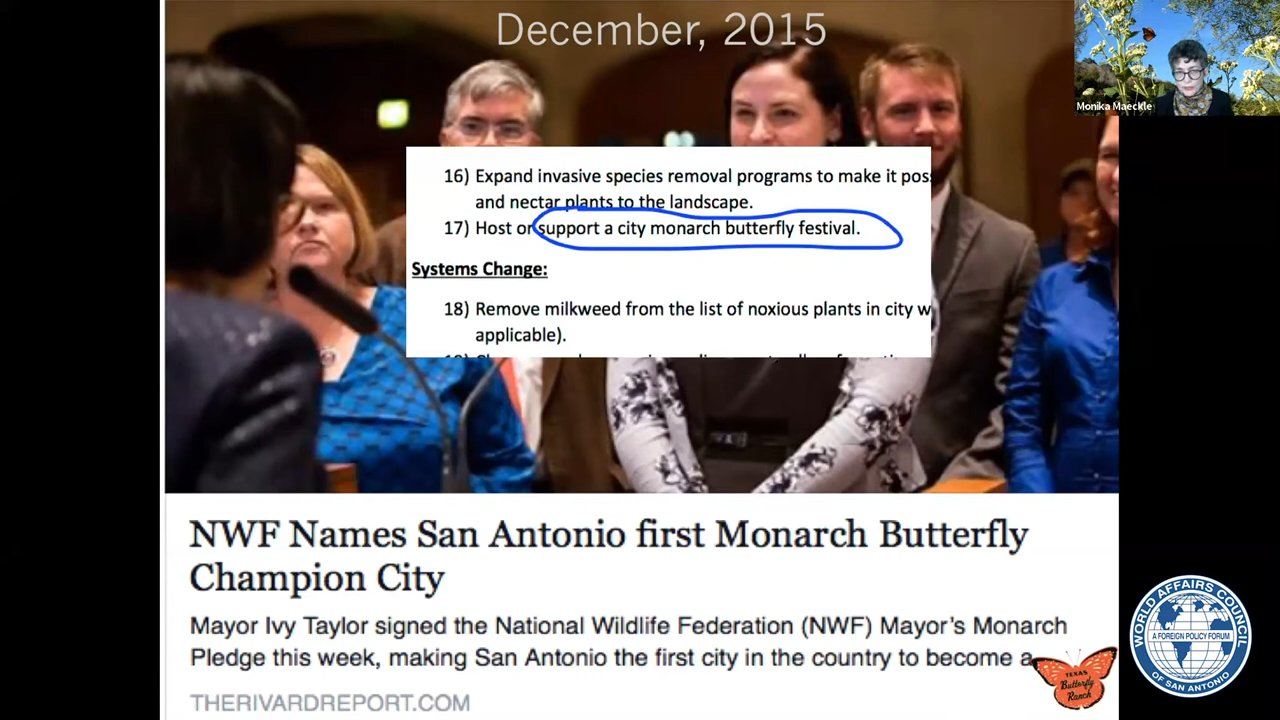 December, 2015
Monika Maeckle
16) Expand invasive species removal programs to make it pos
and nectar plants to the landscape.
17) Host or support a city monarch butterfly festival.
Systems Change:
18) Remove milkweed from the list of noxious plants in city w
applicable).
NWF Names San Antonio first Monarch Butterfly
Champion City
Mayor Ivy Taylor signed the National Wildlife Federation (NWF) Mayor's Monarch
Pledge this week, making San Antonio the first city in the country to become a
THERIVARDREPORT.COM
TEXAS
Butterfly
Ranch
WORLD AFFAIRS COUNCIL
A FOREIGN POLICY FORUM
OF SAN ANTONIO